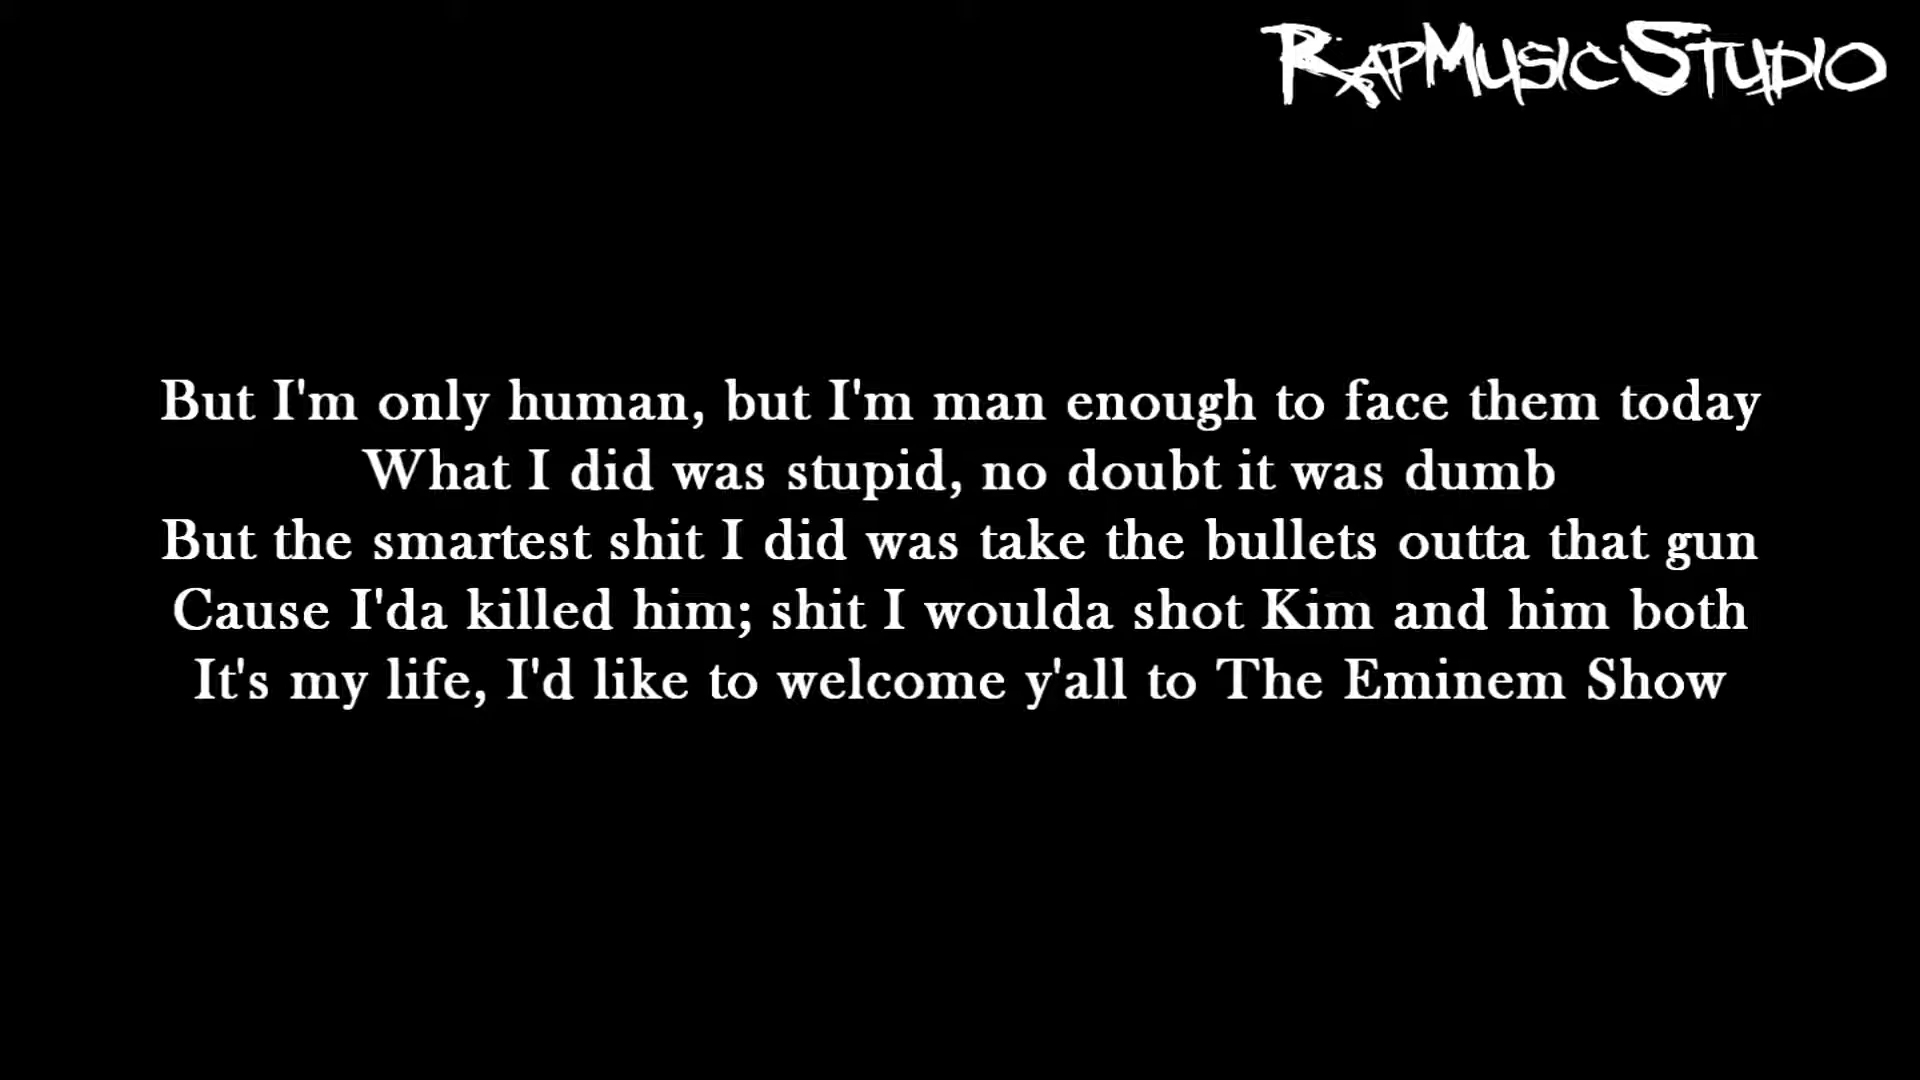 RapMusicStudio
But I'm only human, but I'm man enough to face them today
What I did was stupid, no doubt it was dumb
But the smartest shit I did was take the bullets outta that gun
Cause I'da killed him; shit I woulda shot Kim and him both
It's my life, I'd like to welcome y'all to The Eminem Show